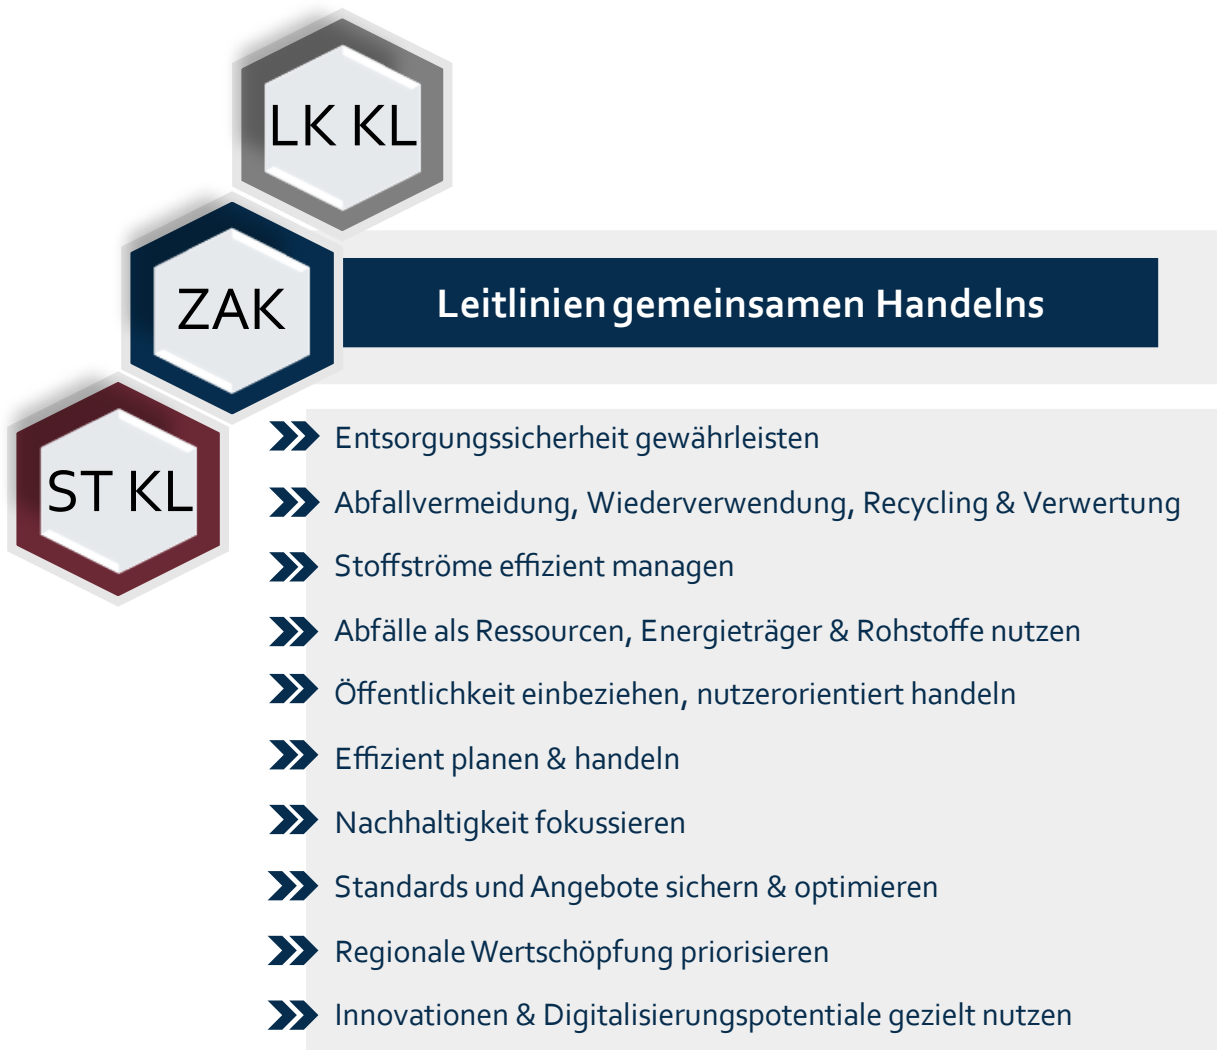 LK KL
ZAK
Leitlinien gemeinsamen Handelns
ST KL
Entsorgungssicherheit gewährleisten
Abfallvermeidung, Wiederverwendung, Recycling & Verwertung
Stoffströme effizient managen
Abfälle als Ressourcen, Energieträger & Rohstoffe nutzen
Öffentlichkeit einbeziehen, nutzerorientiert handeln
Effizient planen & handeln
Nachhaltigkeit fokussieren
Standards und Angebote sichern & optimieren
Regionale Wertschöpfung priorisieren
Innovationen & Digitalisierungspotentiale gezielt nutzen